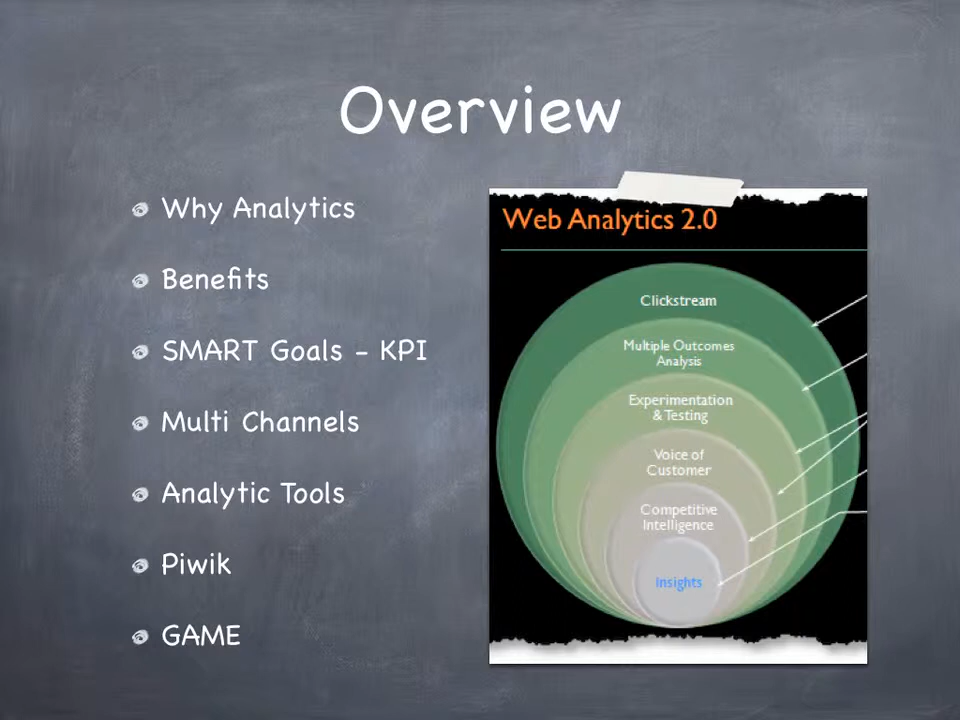 Overview
Why Analytics
Benefits
SMART Goals - KPI
Multi Channels
Analytic Tools
Piwik
GAME
Web Analytics 2.0
Clickstream
Multiple Outcomes
Analysis
Experimentation
& Testing
Voice of
Customer
Competitive
Intelligence
Insights